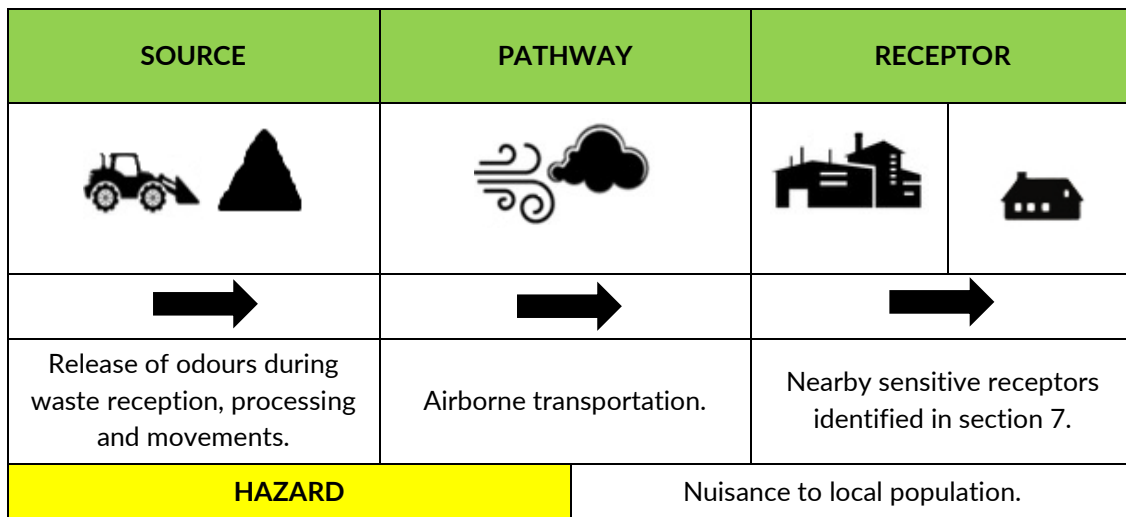 SOURCE
PATHWAY
RECEPTOR
Release of odours during
waste reception, processing
and movements.
Airborne transportation.
Nearby sensitive receptors
identified in section 7.
HAZARD
Nuisance to local population.